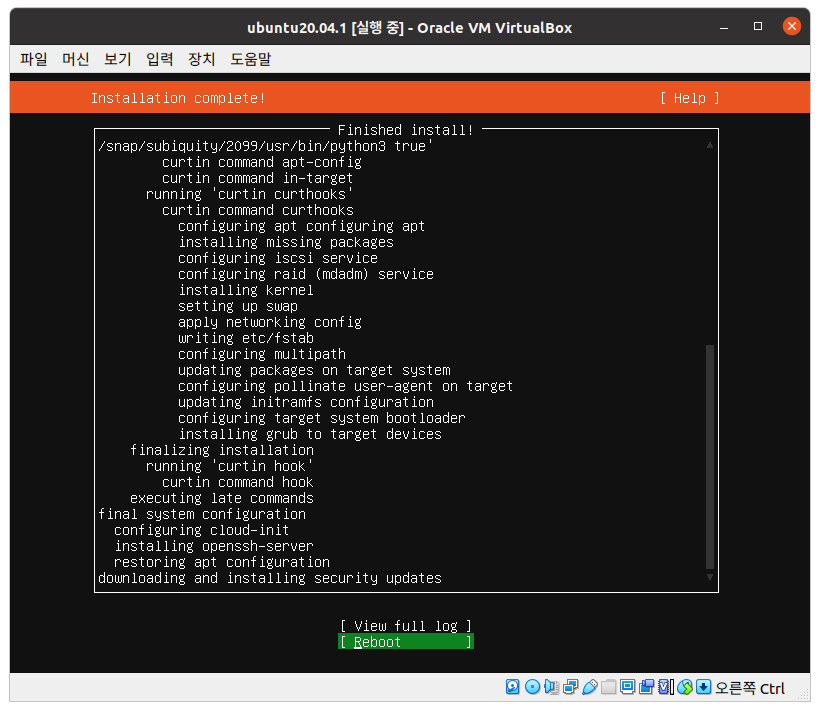 ubuntu20.04.1 [실행 중] - Oracle VM VirtualBox
파일 머신 보기 입력 장치 도움말
Installation complete! [ Help ]
Finished install!
/snap/subiquity/2099/usr/bin/python3 true'
curtin command apt-config
curtin command in-target
running 'curtin curthooks'
curtin command curthooks
configuring apt configuring apt
installing missing packages
configuring iscsi service
configuring raid (mdadm) service
installing kernel
setting up swap
apply networking config
writing etc/fstab
configuring multipath
updating packages on target system
configuring pollinate user-agent on target
updating initramfs configuration
configuring target system bootloader
installing grub to target devices
finalizing installation
running 'curtin hook'
curtin command hook
executing late commands
final system configuration
configuring cloud-init
installing openssh-server
restoring apt configuration
downloading and installing security updates
[ View full log ]
[ Reboot ]
오른쪽 Ctrl